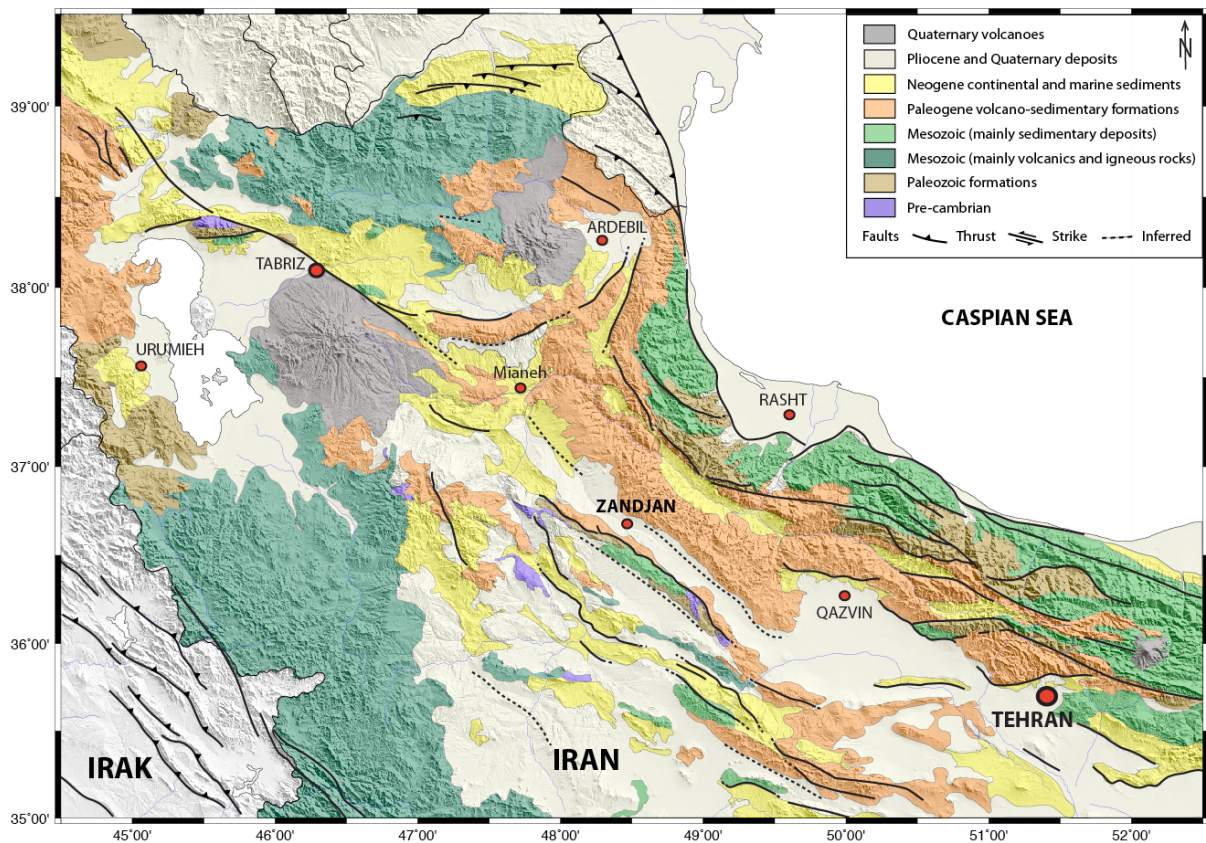 Quaternary volcanoes
Pliocene and Quaternary deposits
Neogene continental and marine sediments
Paleogene volcano-sedimentary formations
Mesozoic (mainly sedimentary deposits)
Mesozoic (mainly volcanics and igneous rocks)
Paleozoic formations
Pre-cambrian
Faults Thrust Strike Inferred
N
39°00'
38°00'
37°00'
36°00'
35°00'
ARDEBIL
TABRIZ
CASPIAN SEA
URUMIEH
Mianeh
RASHT
ZANDJAN
QAZVIN
TEHRAN
IRAK
IRAN
45°00' 46°00' 47°00' 48°00' 49°00' 50°00' 51°00' 52°00'